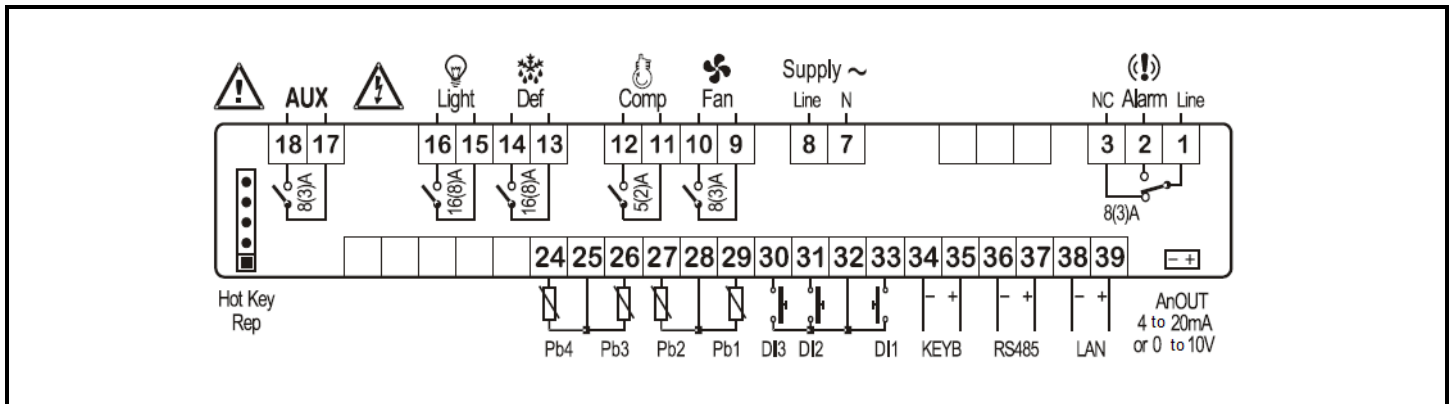 Supply ~
AUX Light Def Comp Fan Line N NC Alarm Line
18 17 16 15 14 13 12 11 10 9 8 7 3 2 1
8(3)A 16(8)A 16(8)A 5(2)A 8(3)A
8(3)A
24 25 26 27 28 29 30 31 32 33 34 35 36 37 38 39
- + - + - + - +
Hot Key
Rep
AnOUT
4 to 20mA
or 0 to 10V
Pb4 Pb3 Pb2 Pb1 DI3 DI2 DI1 KEYB RS485 LAN